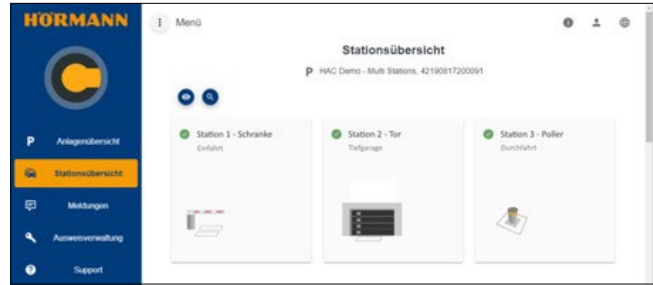 HÖRMANN
Menü
Stationsübersicht
P HAC Demo - Multi Stations, 42190817200091
P Anlagenübersicht
Stationsübersicht
Meldungen
Ausweisverwaltung
? Support
Station 1 - Schranke
Einfahrt
Station 2 - Tor
Tiefgarage
Station 3 - Poller
Durchfahrt